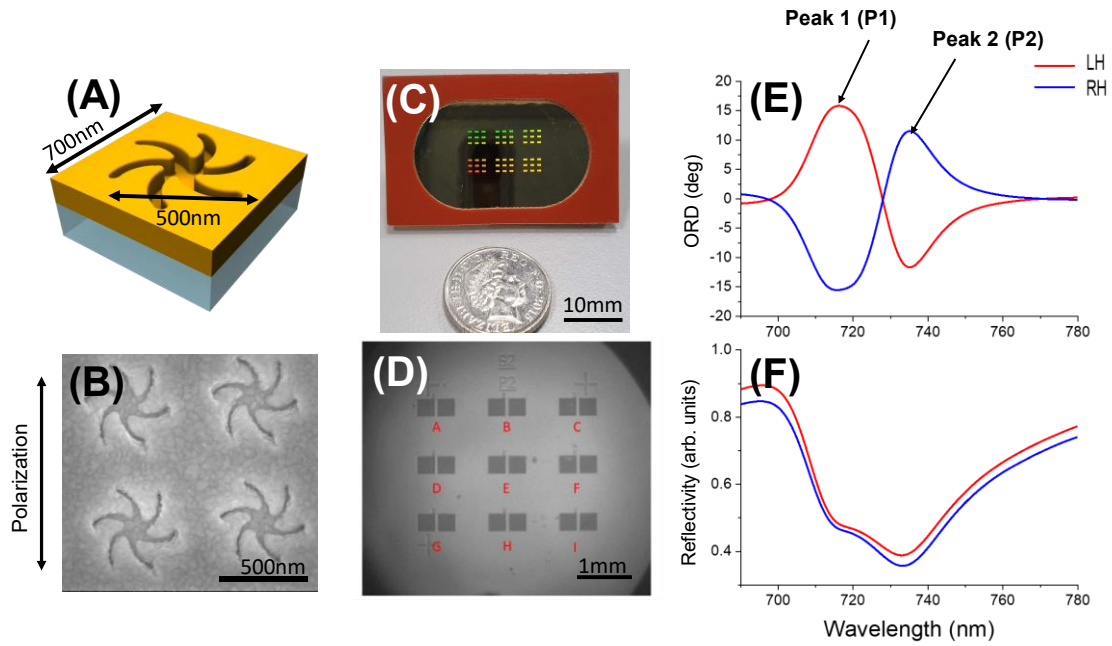 (A)
700nm
500nm
(B)
Polarization
500nm
(C)
10mm
(D)
A
B
C
D
E
F
G
H
I
1mm
Peak 1 (P1)
Peak 2 (P2)
LH
RH
(E)
20
15
10
5
0
-5
-10
-15
-20
ORD (deg)
700 720 740 760 780
(F)
1.0
0.8
0.6
0.4
Reflectivity (arb. units)
700 720 740 760 780
Wavelength (nm)